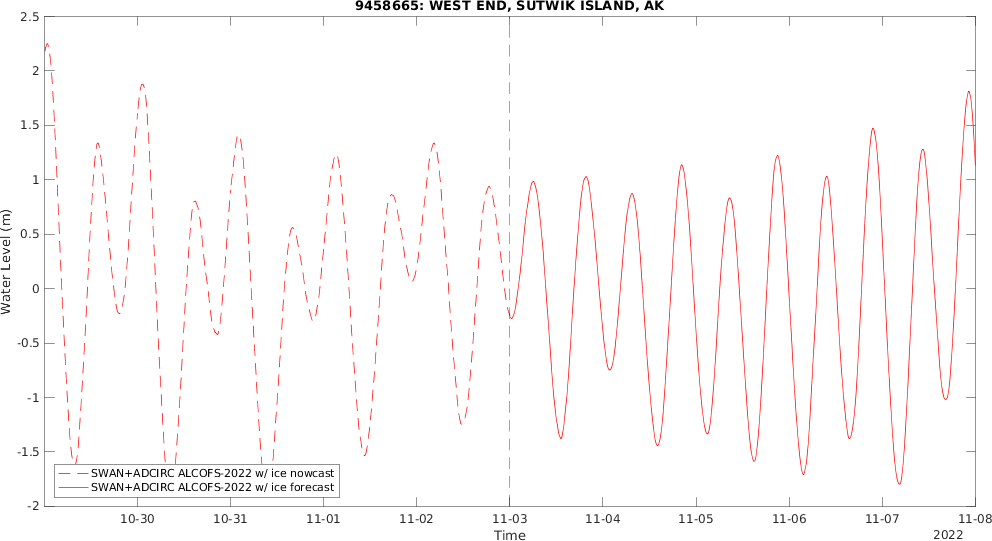 9458665: WEST END, SUTWIK ISLAND, AK
2.5
2
1.5
1
0.5
0
-0.5
-1
-1.5
-2
Water Level (m)
SWAN+ADCIRC ALCOFS-2022 w/ ice nowcast
SWAN+ADCIRC ALCOFS-2022 w/ ice forecast
10-30 10-31 11-01 11-02 11-03 11-04 11-05 11-06 11-07 11-08
Time
2022